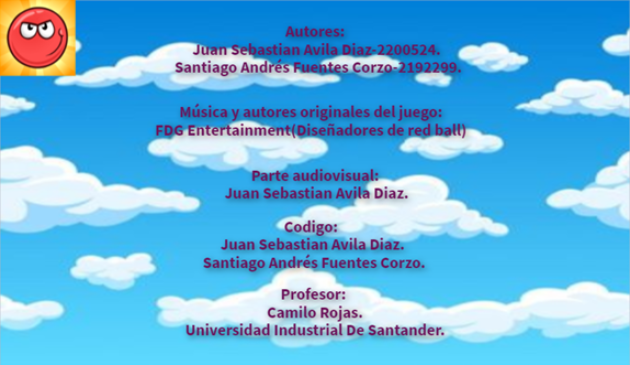 Autores:
Juan Sebastian Avila Diaz-2200524.
Santiago Andrés Fuentes Corzo-2192299.
Música y autores originales del juego:
FDG Entertainment(Diseñadores de red ball)
Parte audiovisual:
Juan Sebastian Avila Diaz.
Codigo:
Juan Sebastian Avila Diaz.
Santiago Andrés Fuentes Corzo.
Profesor:
Camilo Rojas.
Universidad Industrial De Santander.